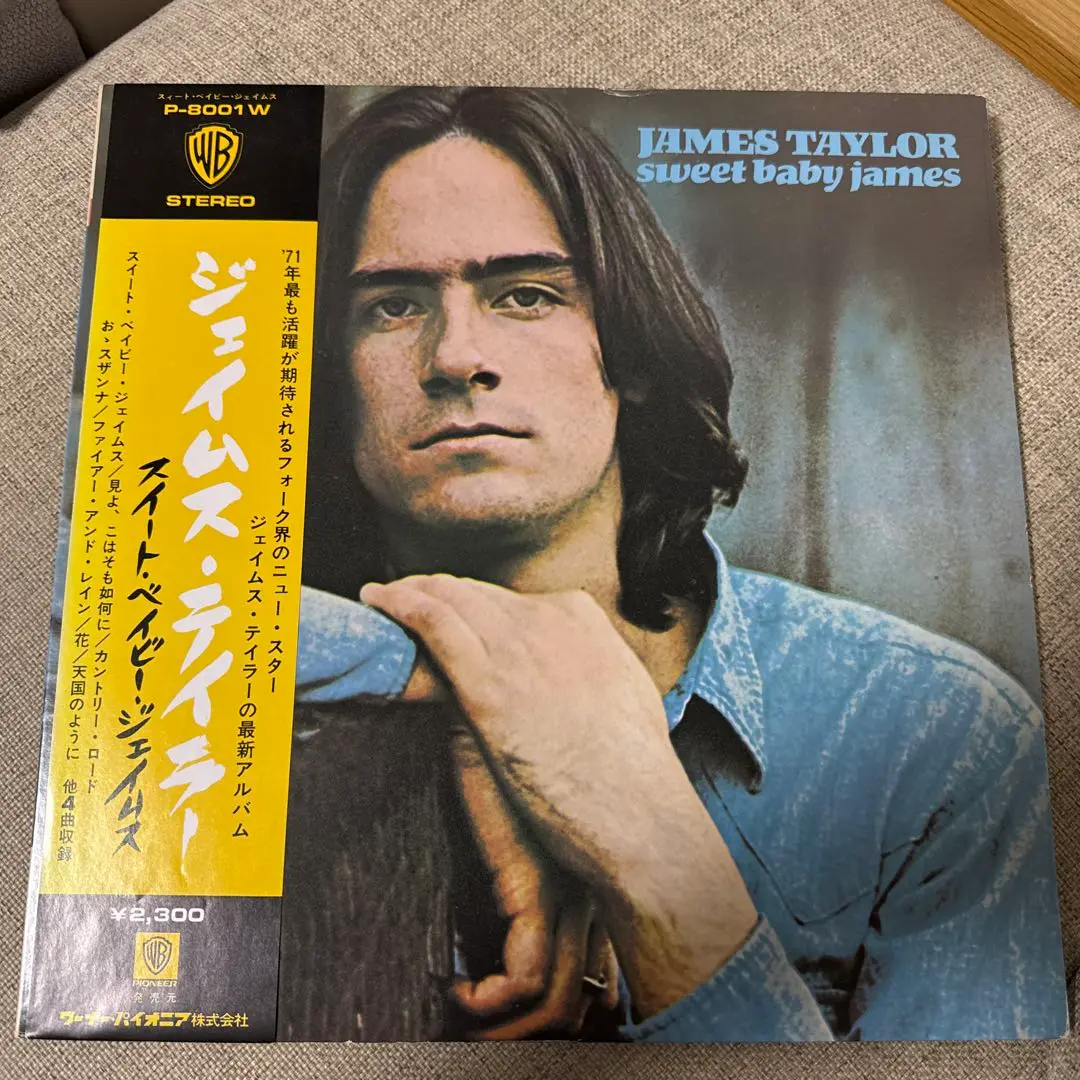 スィート・ベイビー・ジェイムス
P-8001W
WB
STEREO
'71年最も活躍が期待されるフォーク界のニュー・スター
ジェイムス・テイラーの最新アルバム
ジェイムス・テイラー
スイート・ベイビー・ジェイムス
スイート・ベイビー・ジェイムス/見よ、こはそも如何に/カントリー・ロード
おゝスザンナ/ファイアー・アンド・レイン/花/天国のように 他4曲収録
¥2,300
WB
PIONEER
発売元
ワーナー・パイオニア株式会社
JAMES TAYLOR
sweet baby james